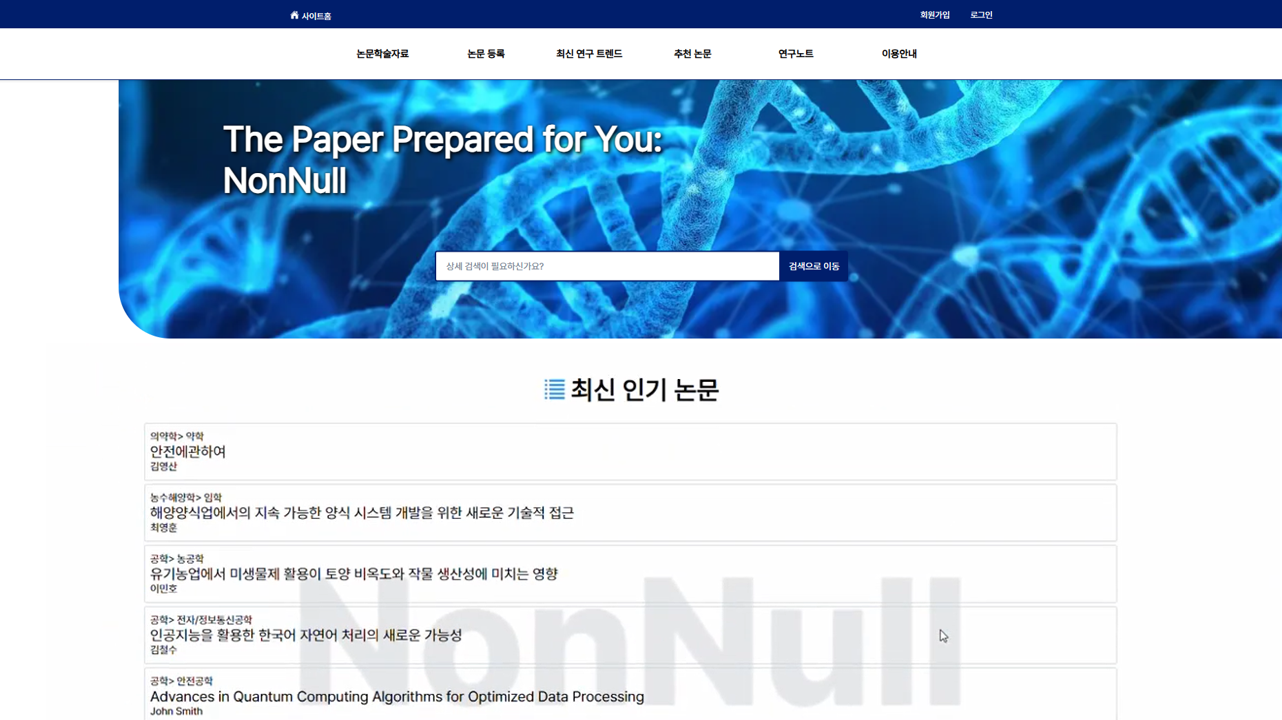 사이트홈
회원가입
로그인
논문학술자료
논문 등록
최신 연구 트렌드
추천 논문
연구노트
이용안내
The Paper Prepared for You:
NonNull
상세 검색이 필요하신가요?
검색으로 이동
최신 인기 논문
의약학> 약학
안전에관하여
김영산
농수해양학> 임학
해양양식업에서의 지속 가능한 양식 시스템 개발을 위한 새로운 기술적 접근
최영훈
공학> 농공학
유기농업에서 미생물제 활용이 토양 비옥도와 작물 생산성에 미치는 영향
이민호
공학> 전자/정보통신공학
인공지능을 활용한 한국어 자연어 처리의 새로운 가능성
김철수
공학> 안전공학
Advances in Quantum Computing Algorithms for Optimized Data Processing
John Smith
NonNull